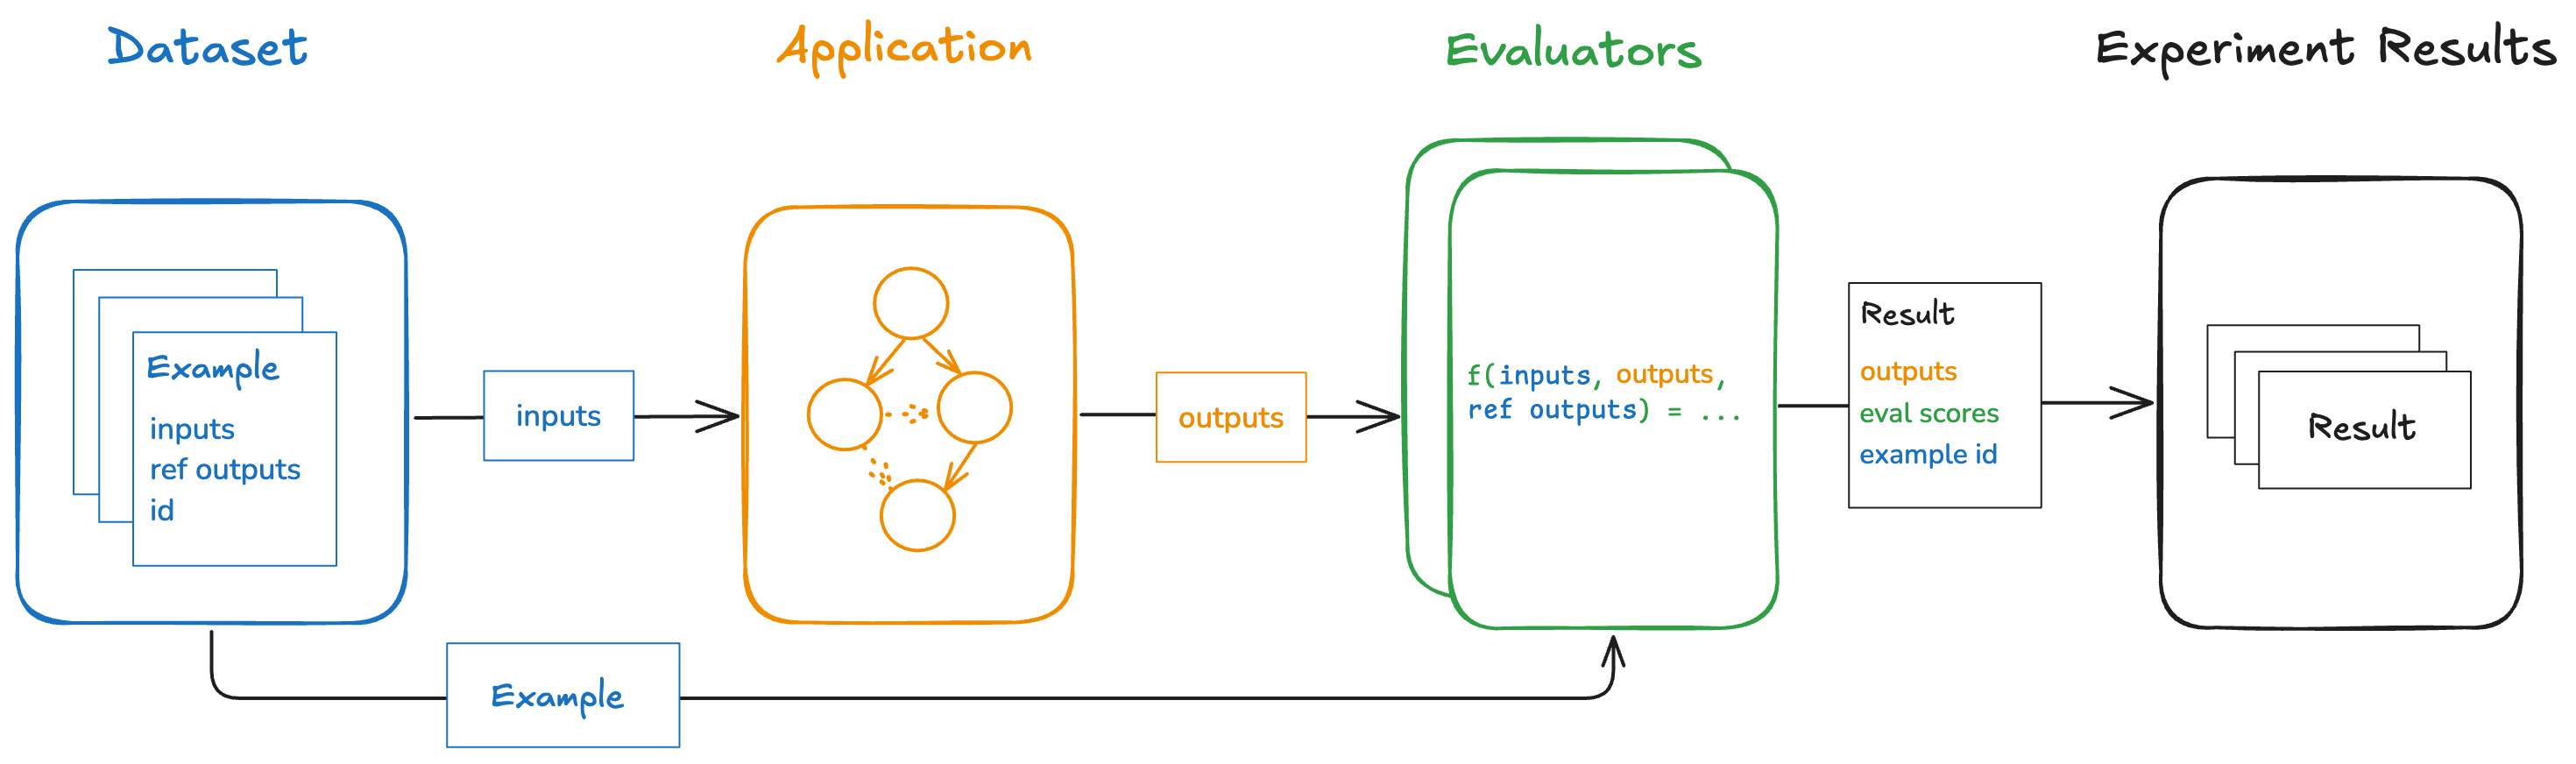 Dataset
Application
Evaluators
Experiment Results
Example
inputs
ref outputs
id
inputs
outputs
f(inputs, outputs,
ref outputs) = ...
Result
outputs
eval scores
example id
Result
Example